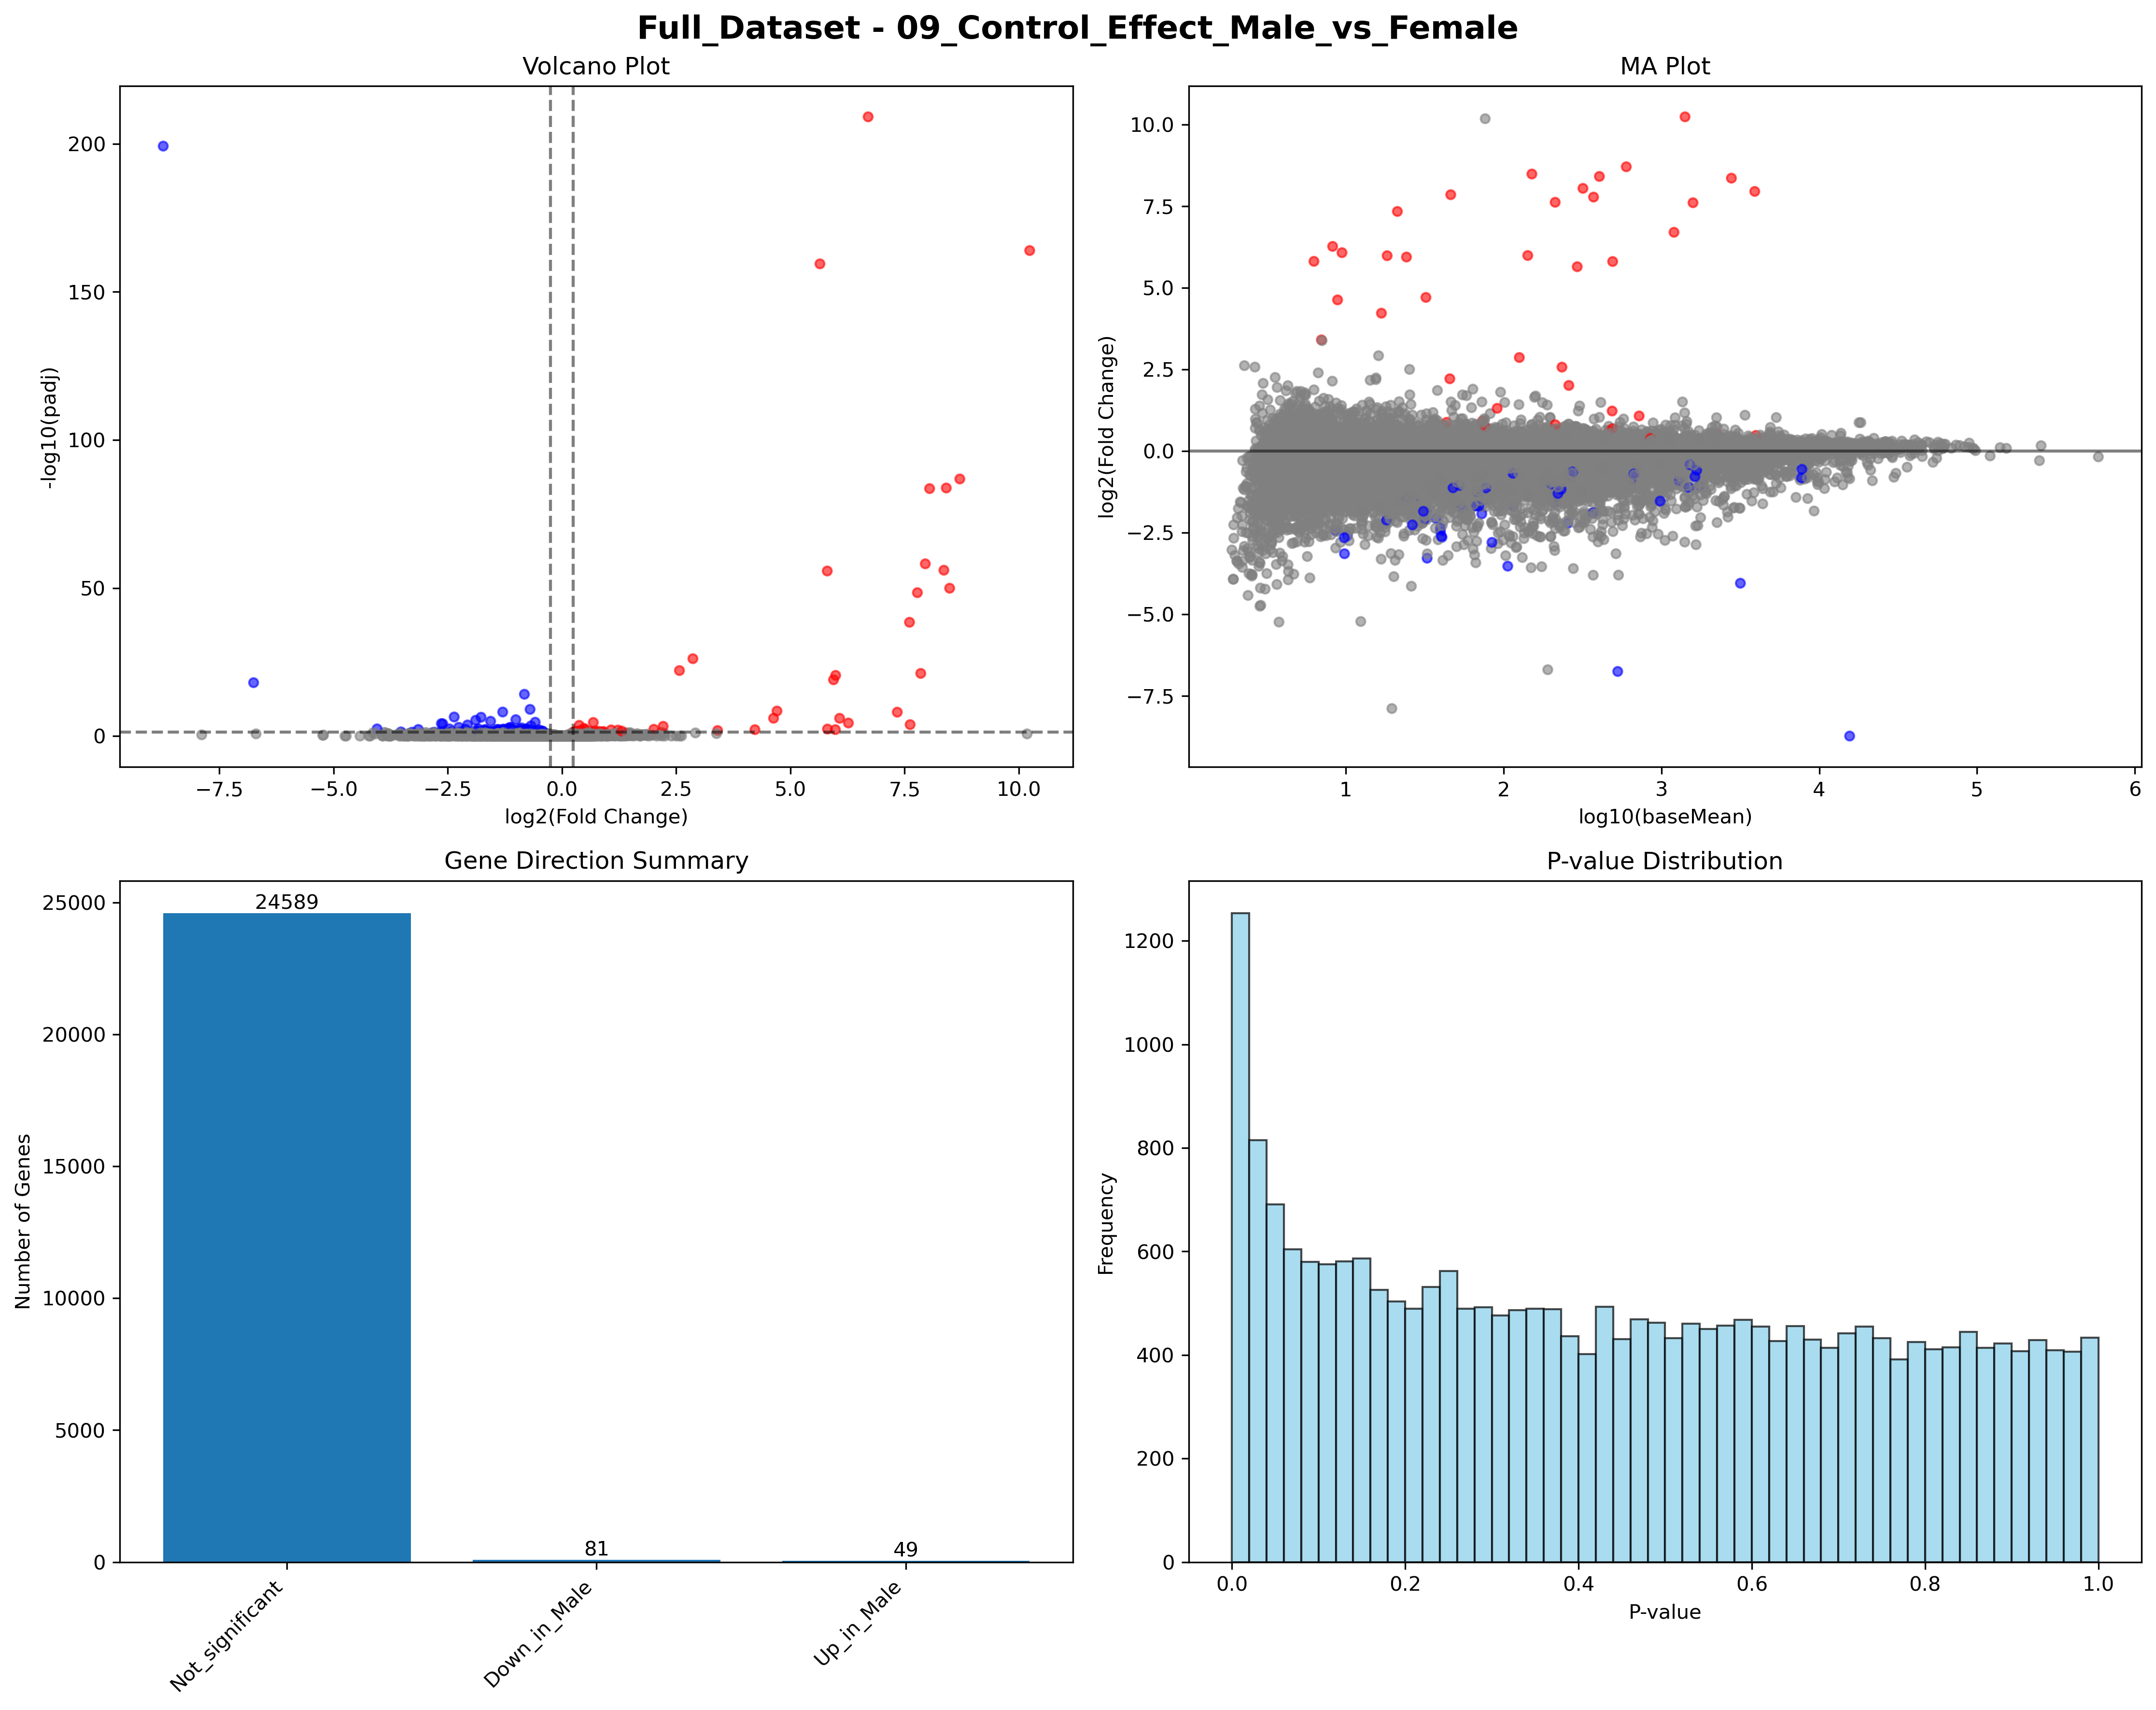 Full_Dataset - 09_Control_Effect_Male_vs_Female
Volcano Plot
200
150
100
50
0
-log10(padj)
−7.5 −5.0 −2.5 0.0 2.5 5.0 7.5 10.0
log2(Fold Change)
MA Plot
10.0
7.5
5.0
2.5
0.0
−2.5
−5.0
−7.5
log2(Fold Change)
1 2 3 4 5 6
log10(baseMean)
Gene Direction Summary
25000
20000
15000
10000
5000
0
Number of Genes
24589
81
49
Not_significant
Down_in_Male
Up_in_Male
P-value Distribution
1200
1000
800
600
400
200
0
Frequency
0.0 0.2 0.4 0.6 0.8 1.0
P-value